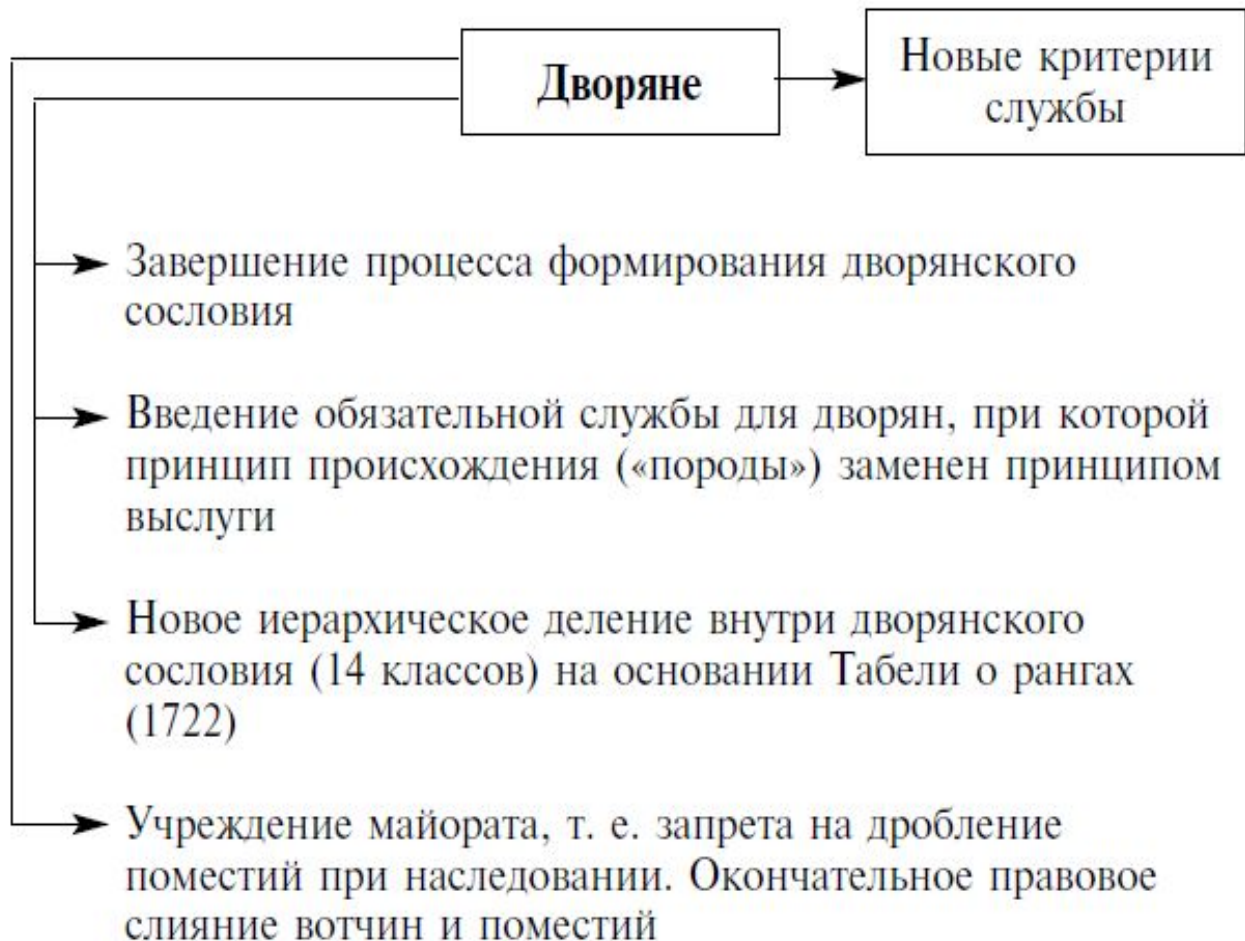 Дворяне
Новые критерии
службы
Завершение процесса формирования дворянского
сословия
Введение обязательной службы для дворян, при которой
принцип происхождения («породы») заменен принципом
выслуги
Новое иерархическое деление внутри дворянского
сословия (14 классов) на основании Табели о рангах
(1722)
Учреждение майората, т. е. запрета на дробление
поместий при наследовании. Окончательное правовое
слияние вотчин и поместий